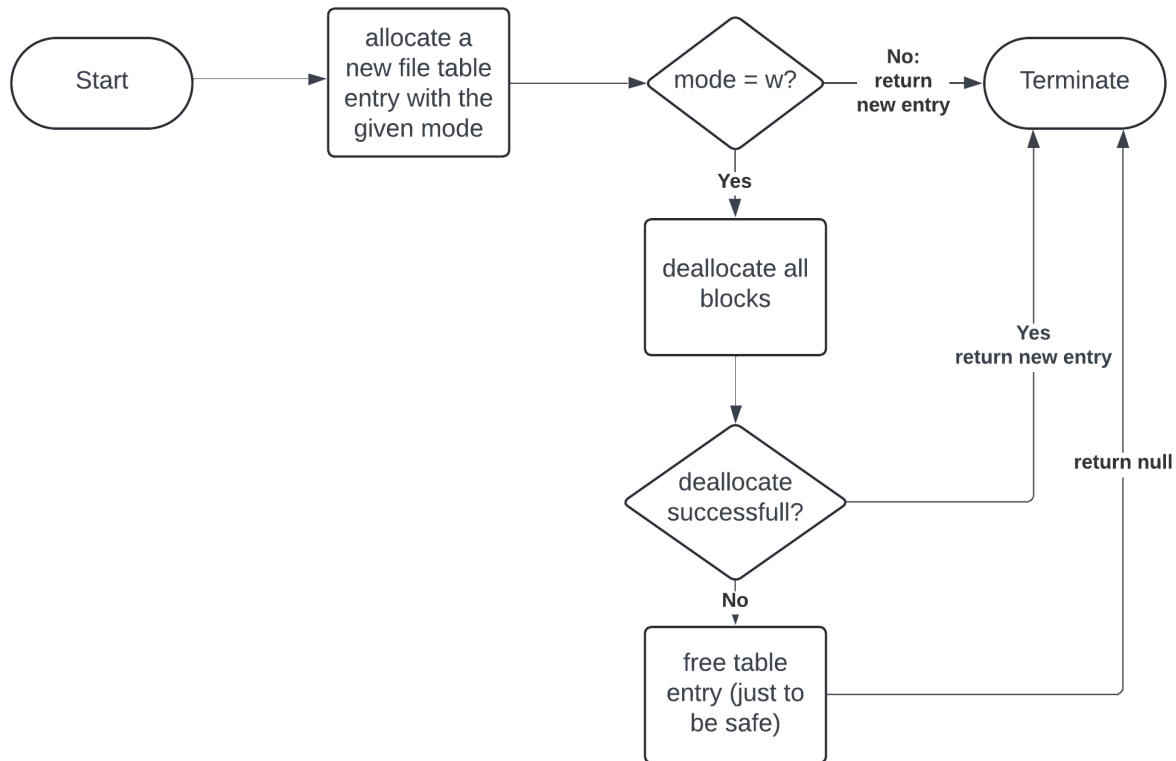 Start
allocate a
new file table
entry with the
given mode
mode = w?
No:
return
new entry
Terminate
Yes
deallocate all
blocks
Yes
return new entry
deallocate
successfull?
return null
No
free table
entry (just to
be safe)